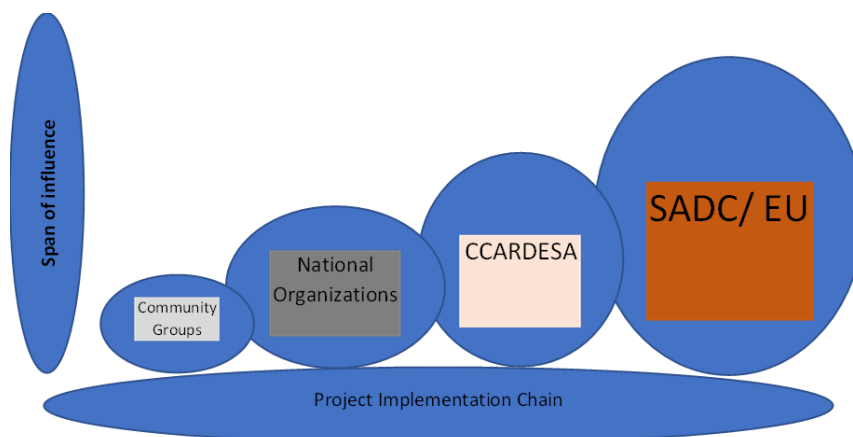 Span of influence
Community
Groups
National
Organizations
CCARDESA
SADC/ EU
Project Implementation Chain